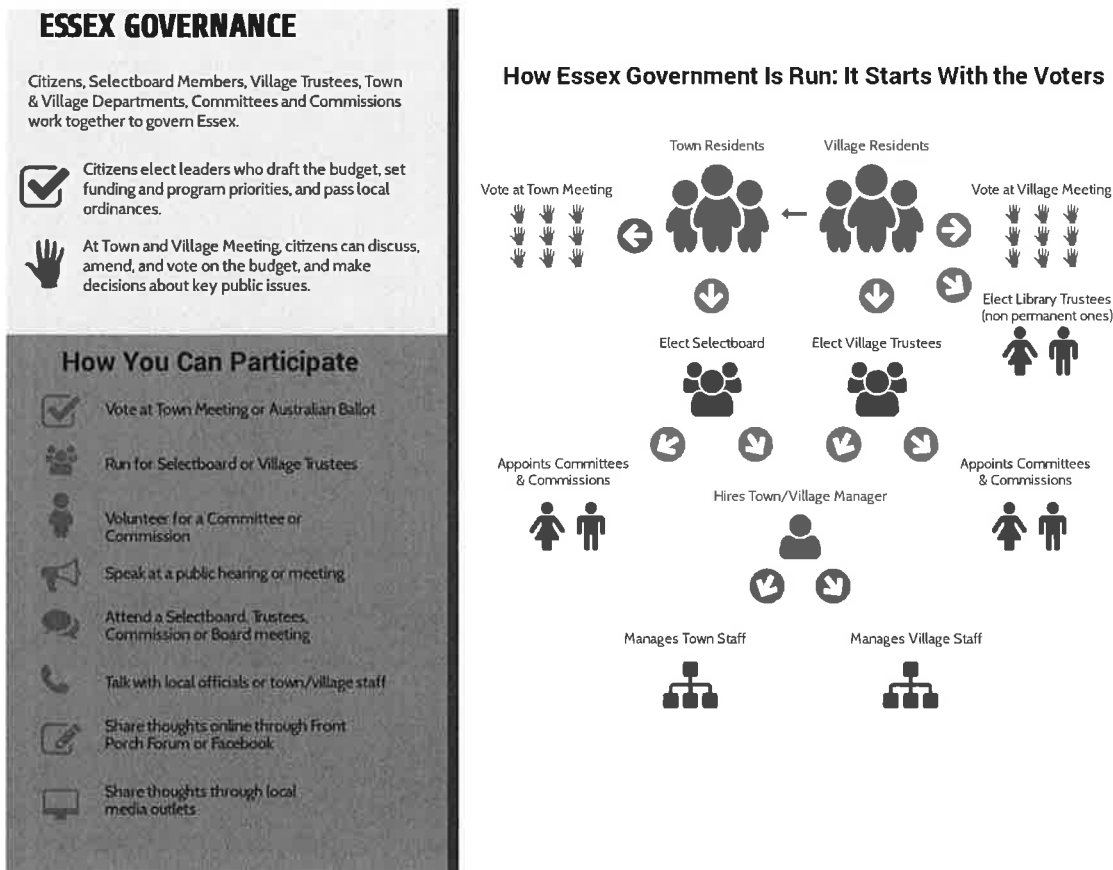 ESSEX GOVERNANCE
Citizens, Selectboard Members, Village Trustees, Town
& Village Departments, Committees and Commissions
work together to govern Essex.
Citizens elect leaders who draft the budget, set
funding and program priorities, and pass local
ordinances.
At Town and Village Meeting, citizens can discuss,
amend, and vote on the budget, and make
decisions about key public issues.
How You Can Participate
Vote at Town Meeting or Australian Ballot
Run for Selectboard or Village Trustees
Volunteer for a Committee or
Commission
Speak at a public hearing or meeting
Attend a Selectboard, Trustees,
Commission or Board meeting
Talk with local officials or town/village staff
Share thoughts online through Front
Porch Forum or Facebook
Share thoughts through local
media outlets
How Essex Government Is Run: It Starts With the Voters
Town Residents
Village Residents
Vote at Town Meeting
Vote at Village Meeting
Elect Library Trustees
(non permanent ones)
Elect Selectboard
Elect Village Trustees
Appoints Committees
& Commissions
Hires Town/Village Manager
Appoints Committees
& Commissions
Manages Town Staff
Manages Village Staff